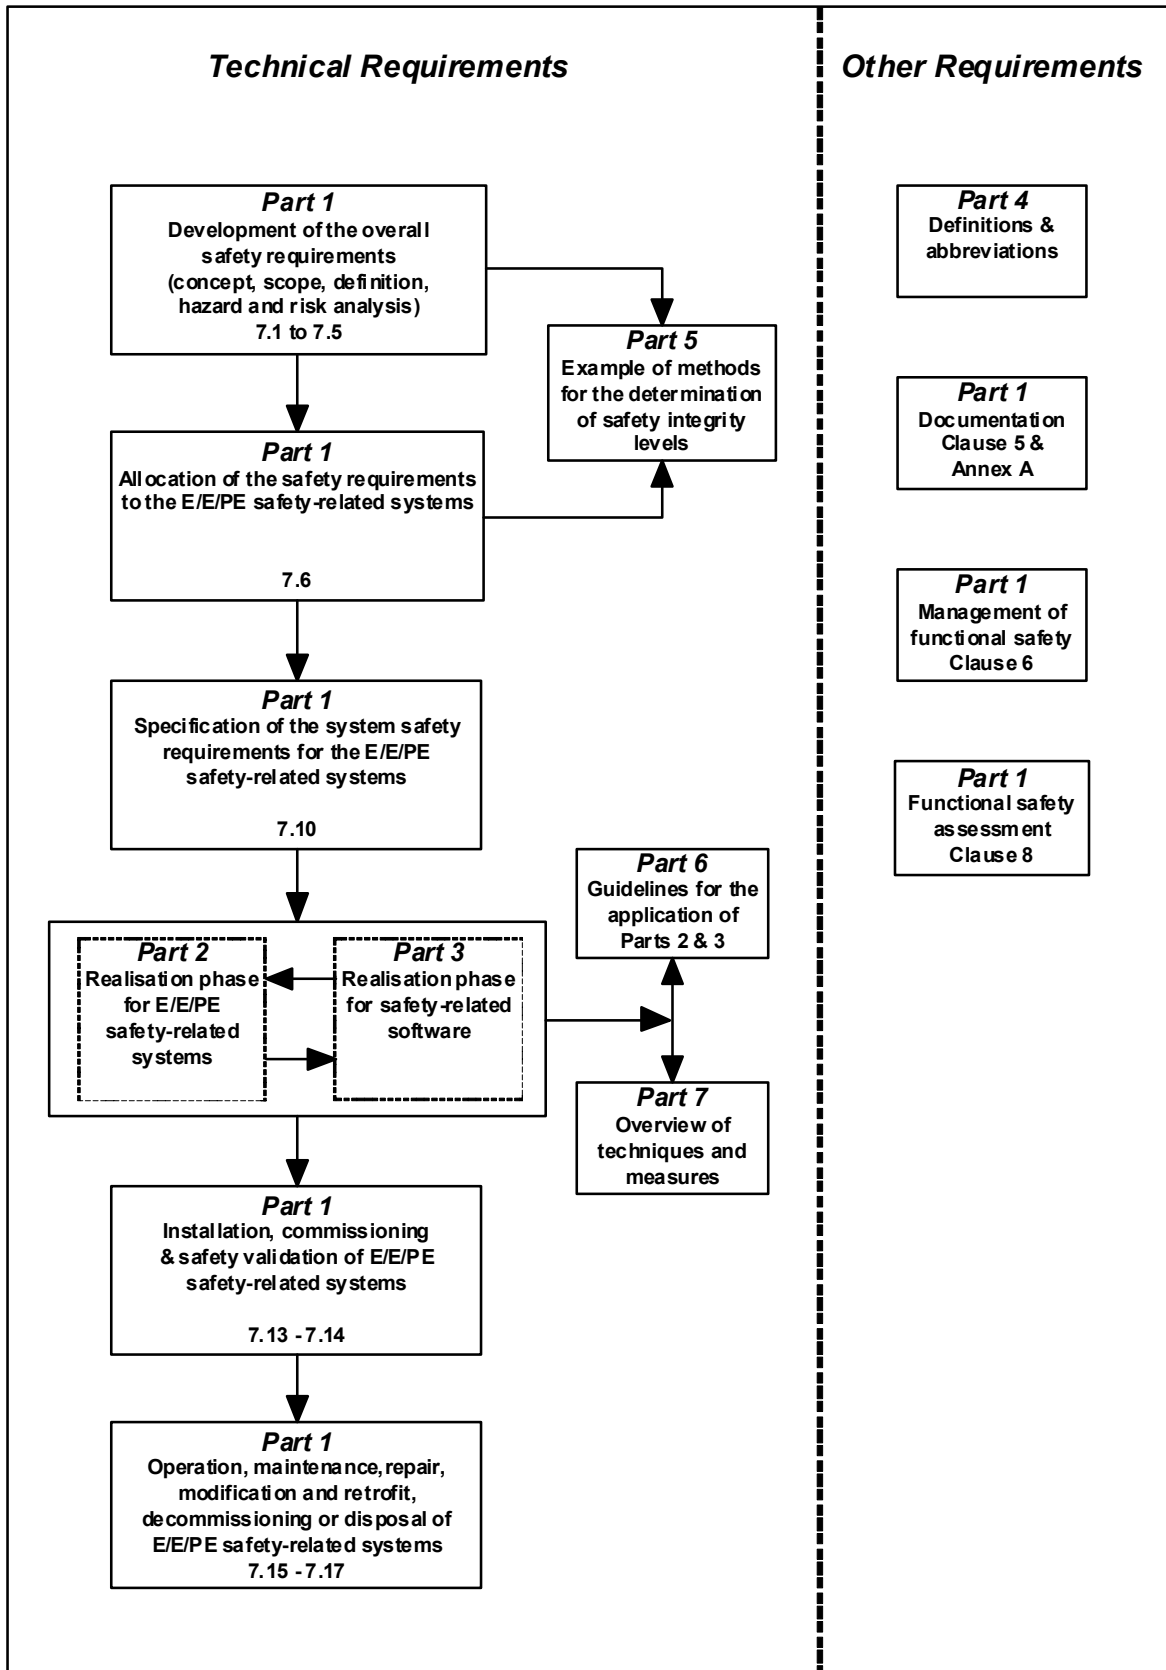 Technical Requirements
Other Requirements
Part 1
Development of the overall
safety requirements
(concept, scope, definition,
hazard and risk analysis)
7.1 to 7.5
Part 5
Example of methods
for the determination
of safety integrity
levels
Part 1
Allocation of the safety requirements
to the E/E/PE safety-related systems
7.6
Part 1
Specification of the system safety
requirements for the E/E/PE
safety-related systems
7.10
Part 6
Guidelines for the
application of
Parts 2 & 3
Part 2
Realisation phase
for E/E/PE
safety-related
systems
Part 3
Realisation phase
for safety-related
software
Part 7
Overview of
techniques and
measures
Part 1
Installation, commissioning
& safety validation of E/E/PE
safety-related systems
7.13 - 7.14
Part 1
Operation, maintenance, repair,
modification and retrofit,
decommissioning or disposal of
E/E/PE safety-related systems
7.15 - 7.17
Part 4
Definitions &
abbreviations
Part 1
Documentation
Clause 5 &
Annex A
Part 1
Management of
functional safety
Clause 6
Part 1
Functional safety
assessment
Clause 8